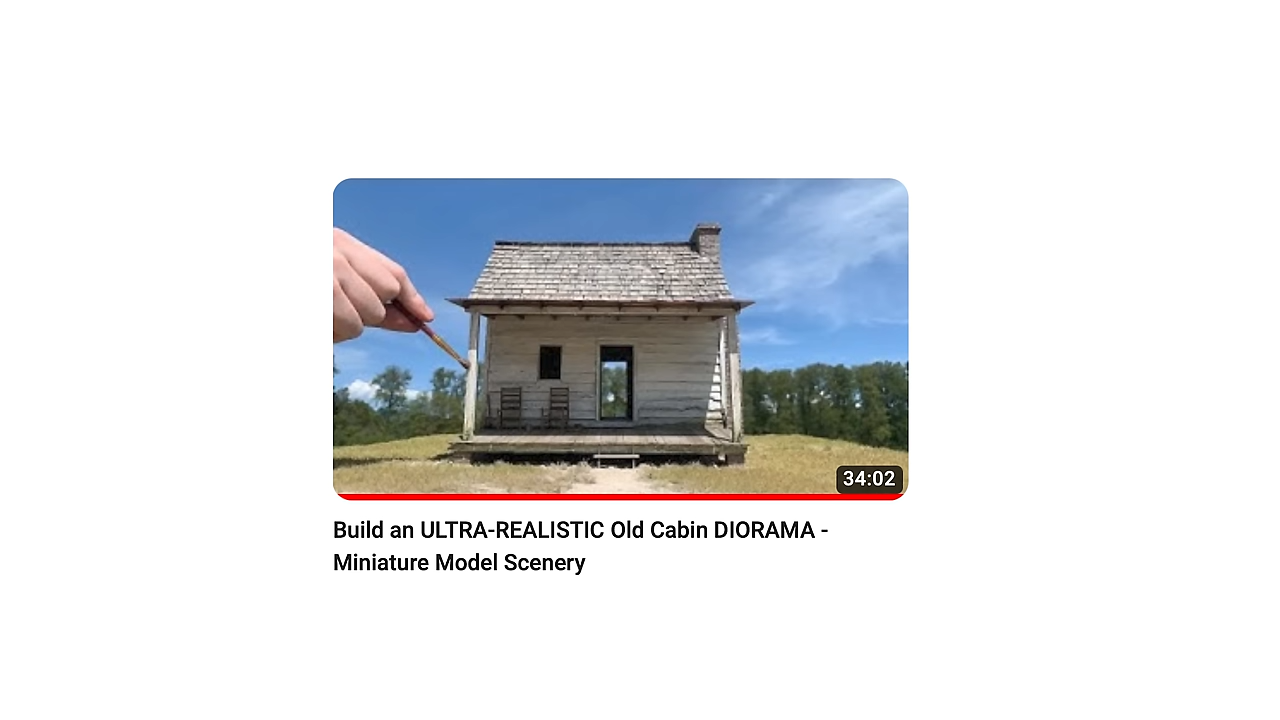 34:02
Build an ULTRA-REALISTIC Old Cabin DIORAMA -
Miniature Model Scenery